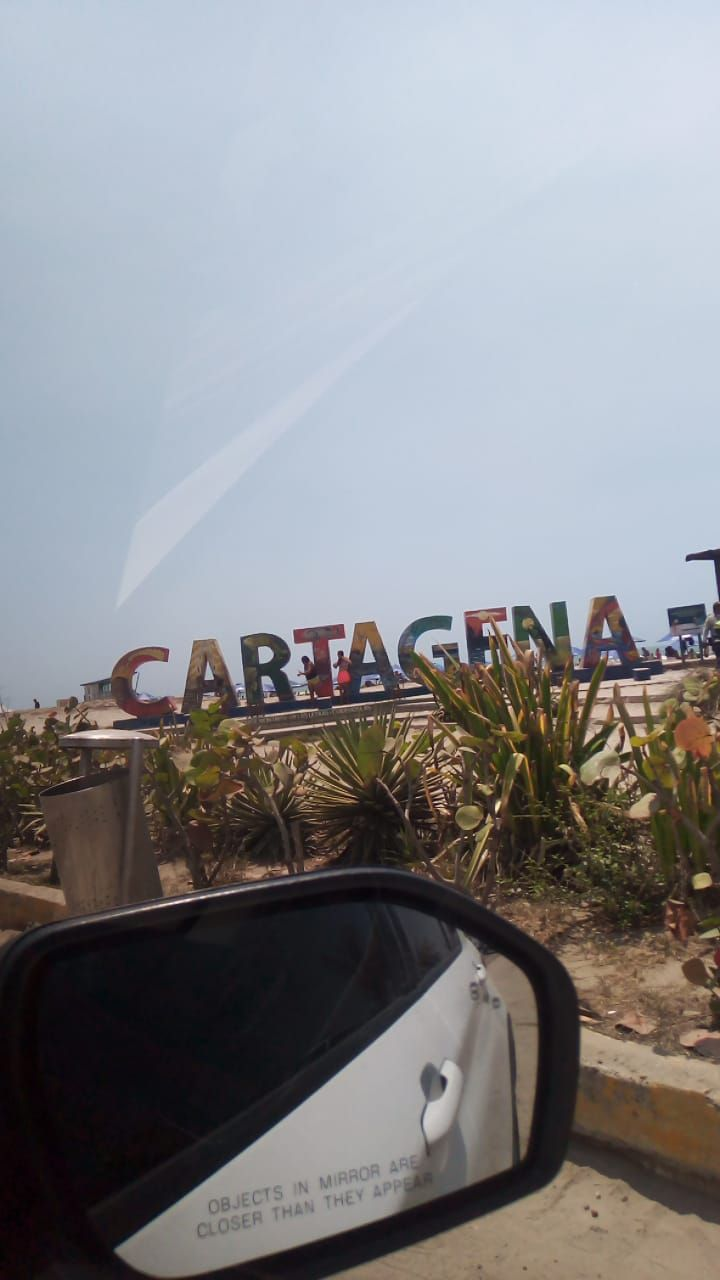 CARTAGENA
OBJECTS IN MIRROR ARE
CLOSER THAN THEY APPEAR